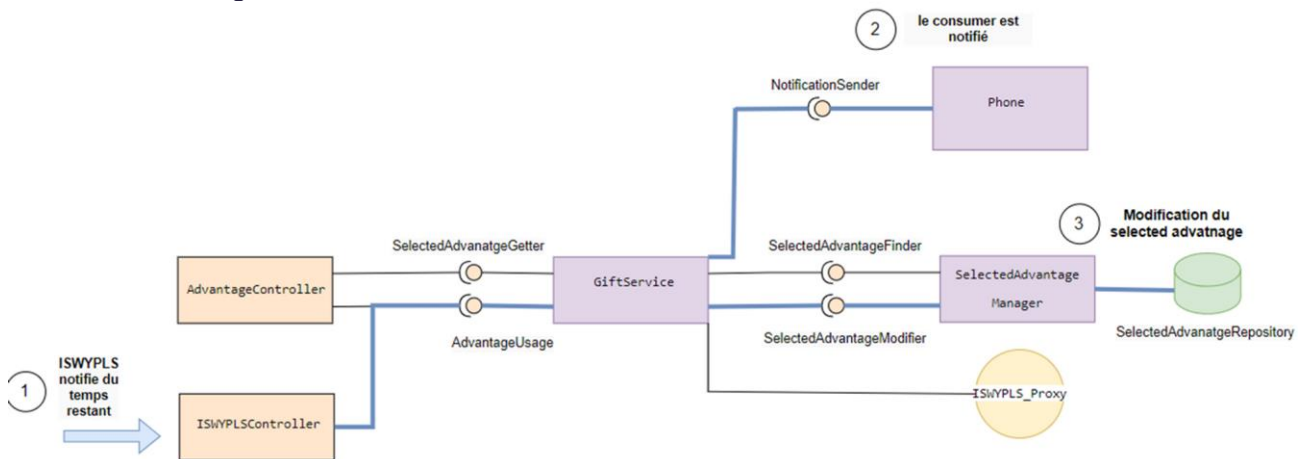 2
le consumer est
notifié
NotificationSender
Phone
3
Modification du
selected advatnage
SelectedAdvanatgeGetter
SelectedAdvantageFinder
AdvantageController
GiftService
SelectedAdvantage
Manager
AdvantageUsage
SelectedAdvantageModifier
SelectedAdvanatgeRepository
1
ISWYPLS
notifie du
temps
restant
ISWYPLSController
ISWYPLS_Proxy